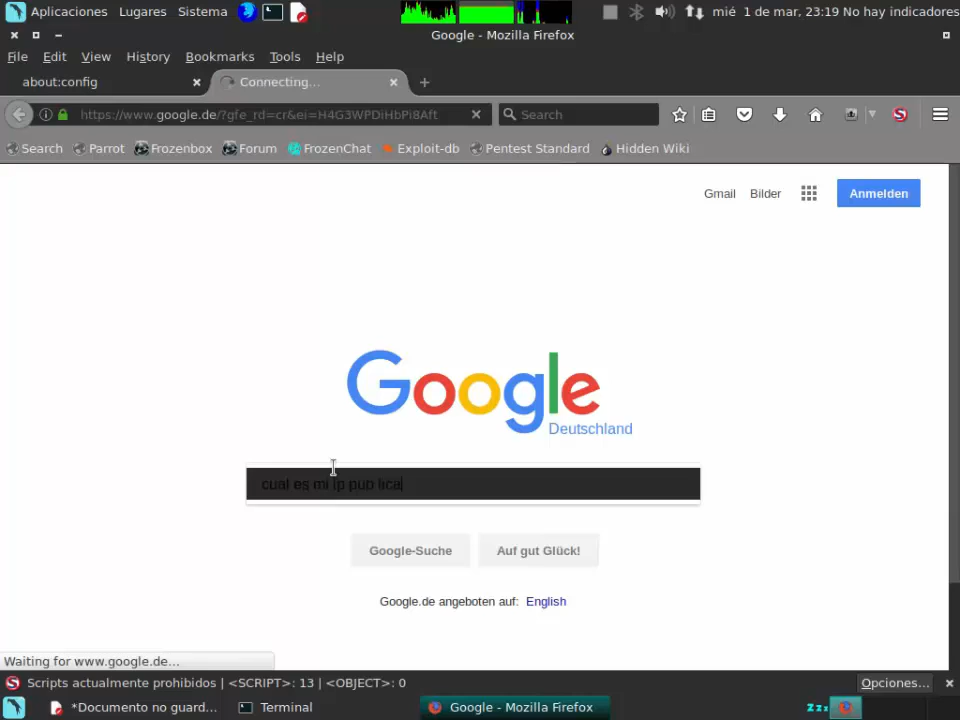 Aplicaciones Lugares Sistema mié 1 de mar, 23:19 No hay indicadores
Google - Mozilla Firefox
File Edit View History Bookmarks Tools Help
about:config Connecting...
https://www.google.de/?gfe_rd=cr&ei=H4G3WPDiHbPi8Aft Search
Search Parrot Frozenbox Forum FrozenChat Exploit-db Pentest Standard Hidden Wiki
Gmail Bilder Anmelden
Google
Deutschland
cual es mi ip pub lica
Google-Suche Auf gut Glück!
Google.de angeboten auf: English
Waiting for www.google.de...
Scripts actualmente prohibidos | <SCRIPT>: 13 | <OBJECT>: 0 Opciones...
*Documento no guard... Terminal Google - Mozilla Firefox zzz